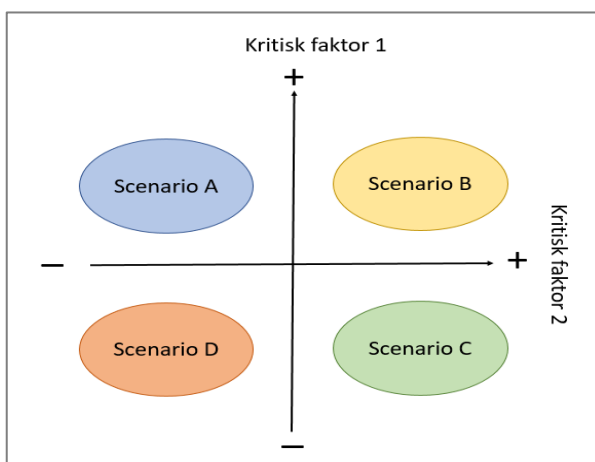 Kritisk faktor 1
+
Scenario A
Scenario B
–
+
Kritisk faktor 2
Scenario D
Scenario C
–